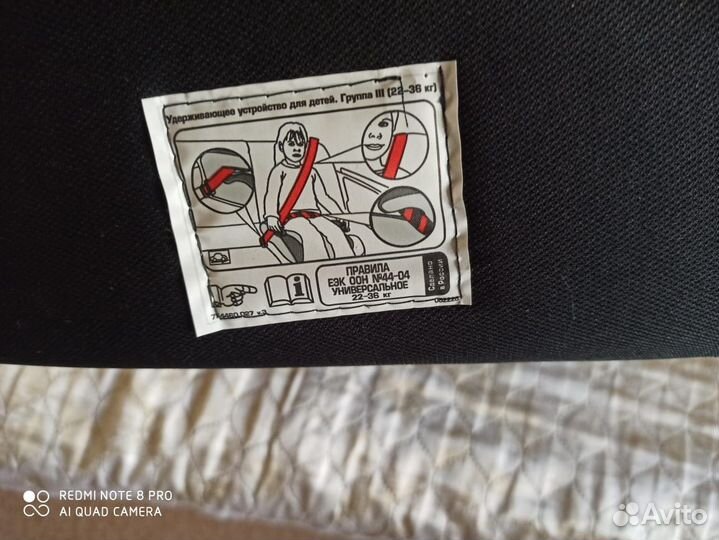 Удерживающее устройство для детей. Группа III (22-36 кг)
ПРАВИЛА
ЕЭК ООН №44-04
УНИВЕРСАЛЬНОЕ
22-36 кг
Сделано
в России
REDMI NOTE 8 PRO
AI QUAD CAMERA
Avito